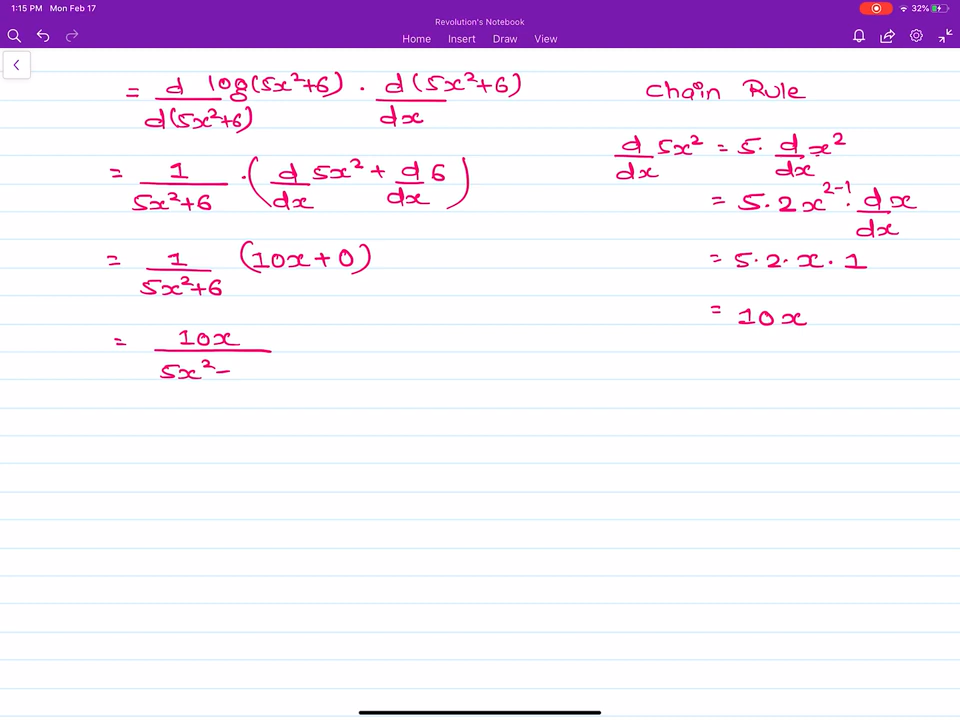 1:15 PM Mon Feb 17
32%
Revolution's Notebook
Home Insert Draw View
= d/d(5x²+6) log(5x²+6) · d(5x²+6)/dx
= 1/(5x²+6) · (d/dx 5x² + d/dx 6)
= 1/(5x²+6) (10x+0)
= 10x/(5x²-
Chain Rule
d/dx 5x² = 5· d/dx x²
= 5·2x²⁻¹· d/dx x
= 5·2·x·1
= 10x